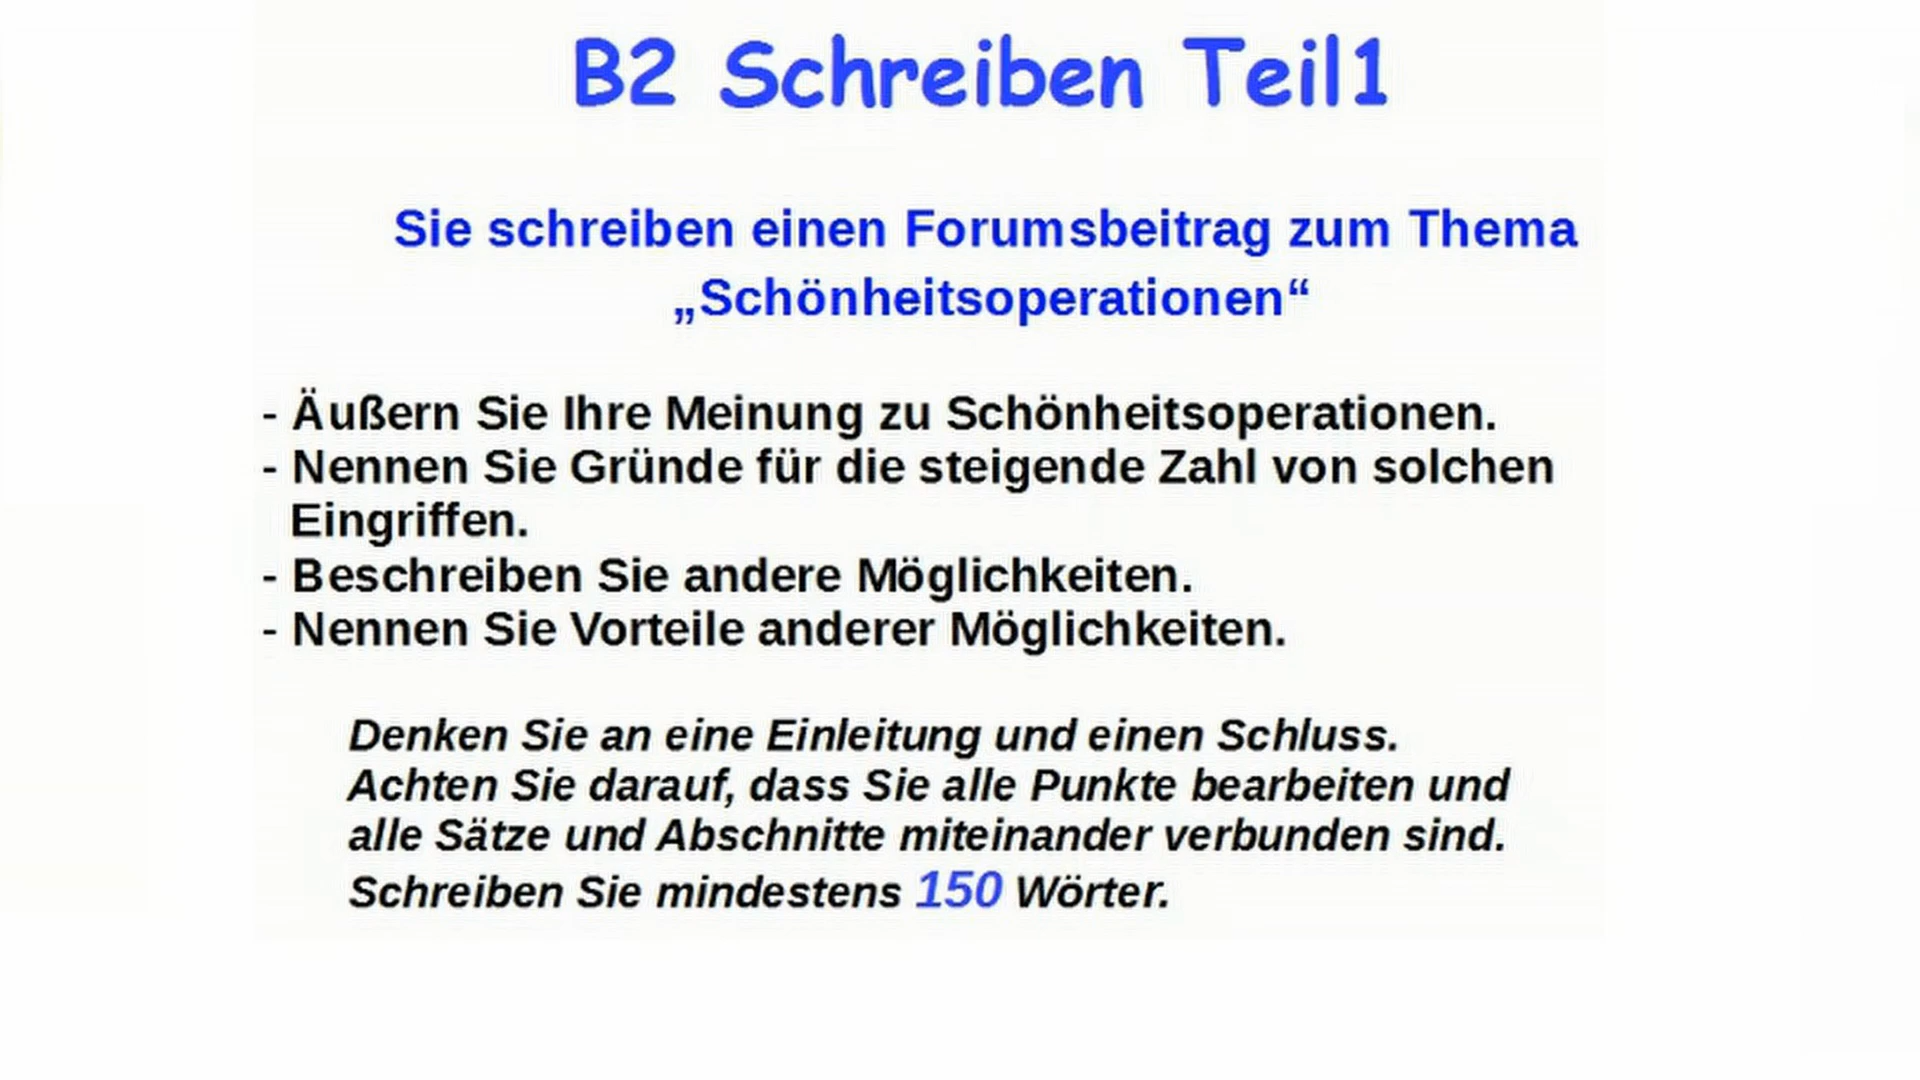 B2 Schreiben Teil1
Sie schreiben einen Forumsbeitrag zum Thema
„Schönheitsoperationen“
- Äußern Sie Ihre Meinung zu Schönheitsoperationen.
- Nennen Sie Gründe für die steigende Zahl von solchen
Eingriffen.
- Beschreiben Sie andere Möglichkeiten.
- Nennen Sie Vorteile anderer Möglichkeiten.
Denken Sie an eine Einleitung und einen Schluss.
Achten Sie darauf, dass Sie alle Punkte bearbeiten und
alle Sätze und Abschnitte miteinander verbunden sind.
Schreiben Sie mindestens 150 Wörter.